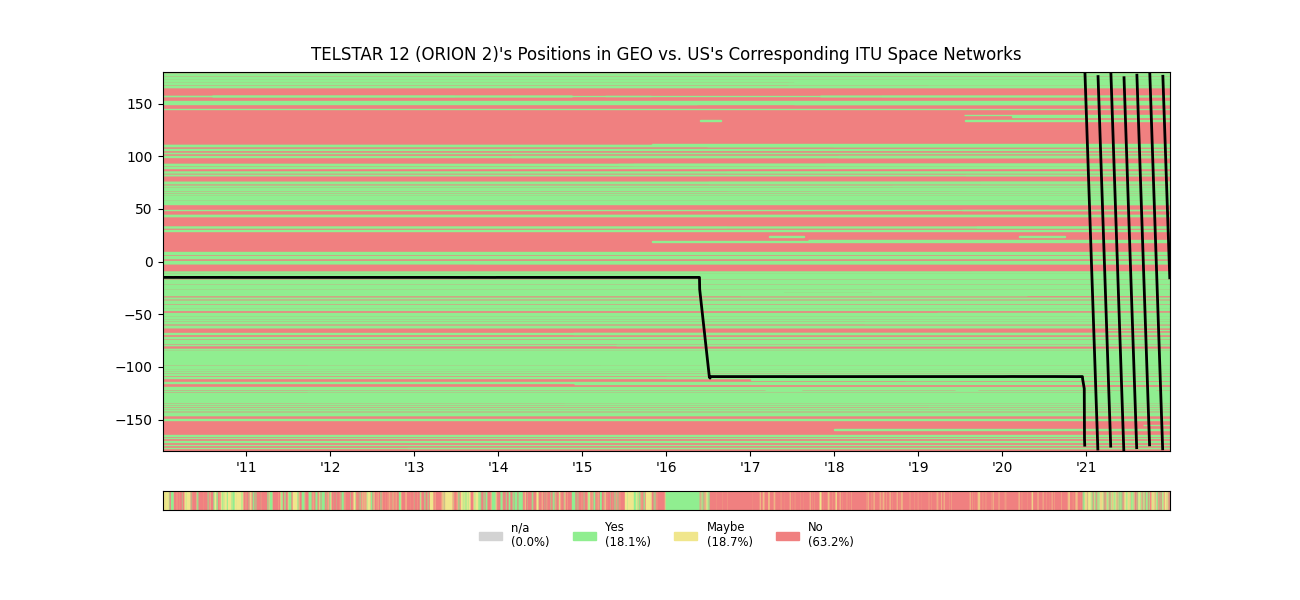 TELSTAR 12 (ORION 2)'s Positions in GEO vs. US's Corresponding ITU Space Networks
150
100
50
0
−50
−100
−150
'11 '12 '13 '14 '15 '16 '17 '18 '19 '20 '21
n/a Yes Maybe No
(0.0%) (18.1%) (18.7%) (63.2%)